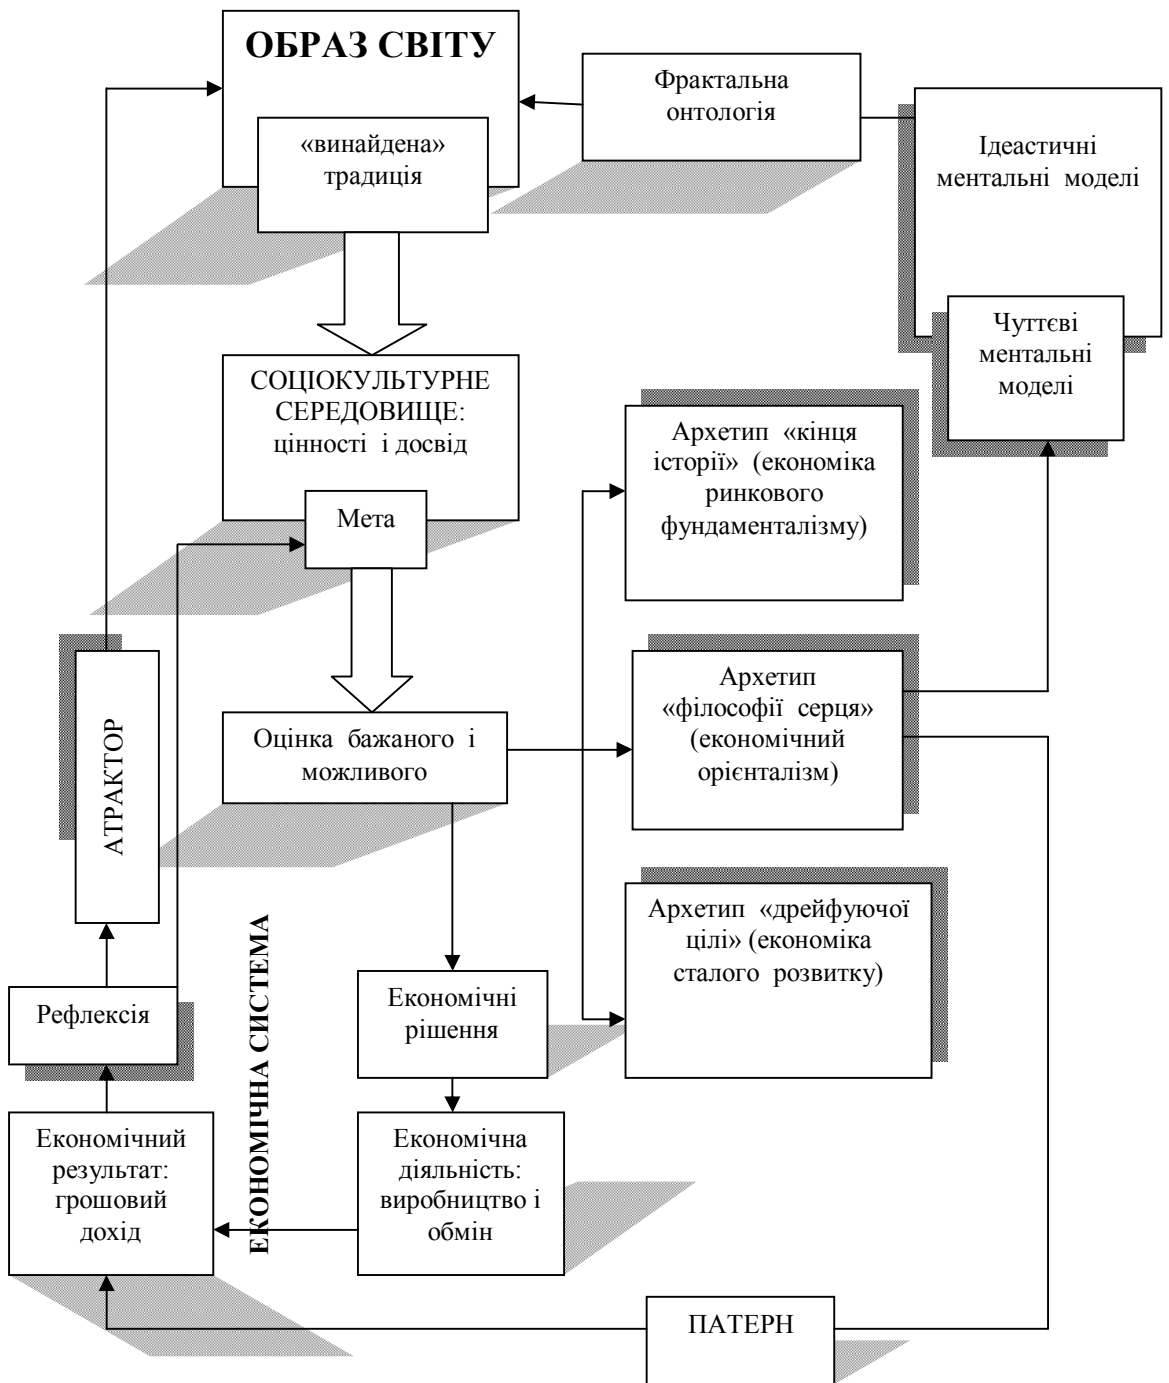 ОБРАЗ СВІТУ
«винайдена»
традиція
Фрактальна
онтологія
Ідеастичні
ментальні моделі
Чуттєві
ментальні
моделі
СОЦІОКУЛЬТУРНЕ
СЕРЕДОВИЩЕ:
цінності і досвід
Мета
Архетип «кінця
історії» (економіка
ринкового
фундаменталізму)
АТРАКТОР
Оцінка бажаного і
можливого
Архетип
«філософії серця»
(економічний
орієнталізм)
Архетип «дрейфуючої
цілі» (економіка
сталого розвитку)
Рефлексія
ЕКОНОМІЧНА СИСТЕМА
Економічні
рішення
Економічний
результат:
грошовий
дохід
Економічна
діяльність:
виробництво і
обмін
ПАТЕРН